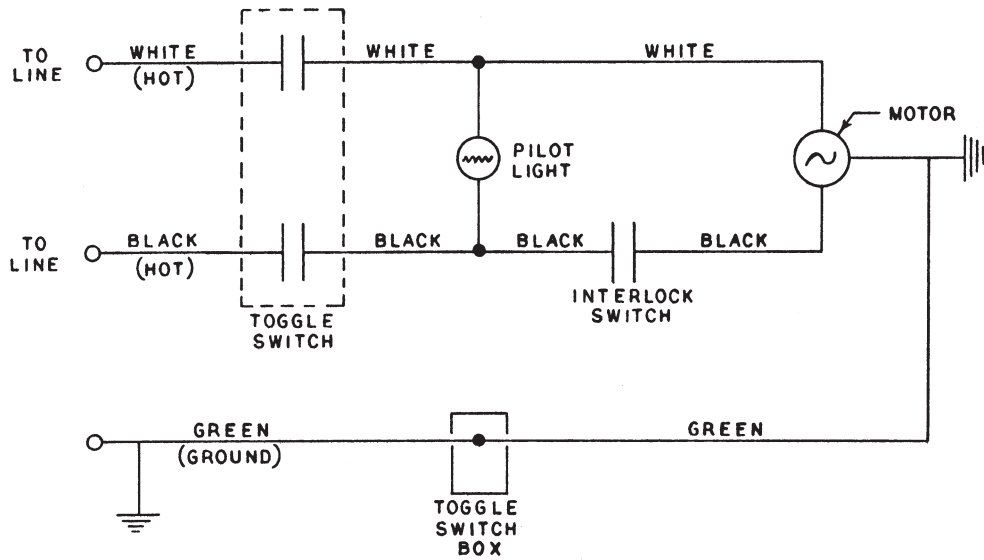 TO
LINE
WHITE
(HOT)
WHITE
WHITE
MOTOR
PILOT
LIGHT
TO
LINE
BLACK
(HOT)
BLACK
BLACK
BLACK
INTERLOCK
SWITCH
TOGGLE
SWITCH
GREEN
(GROUND)
GREEN
TOGGLE
SWITCH
BOX